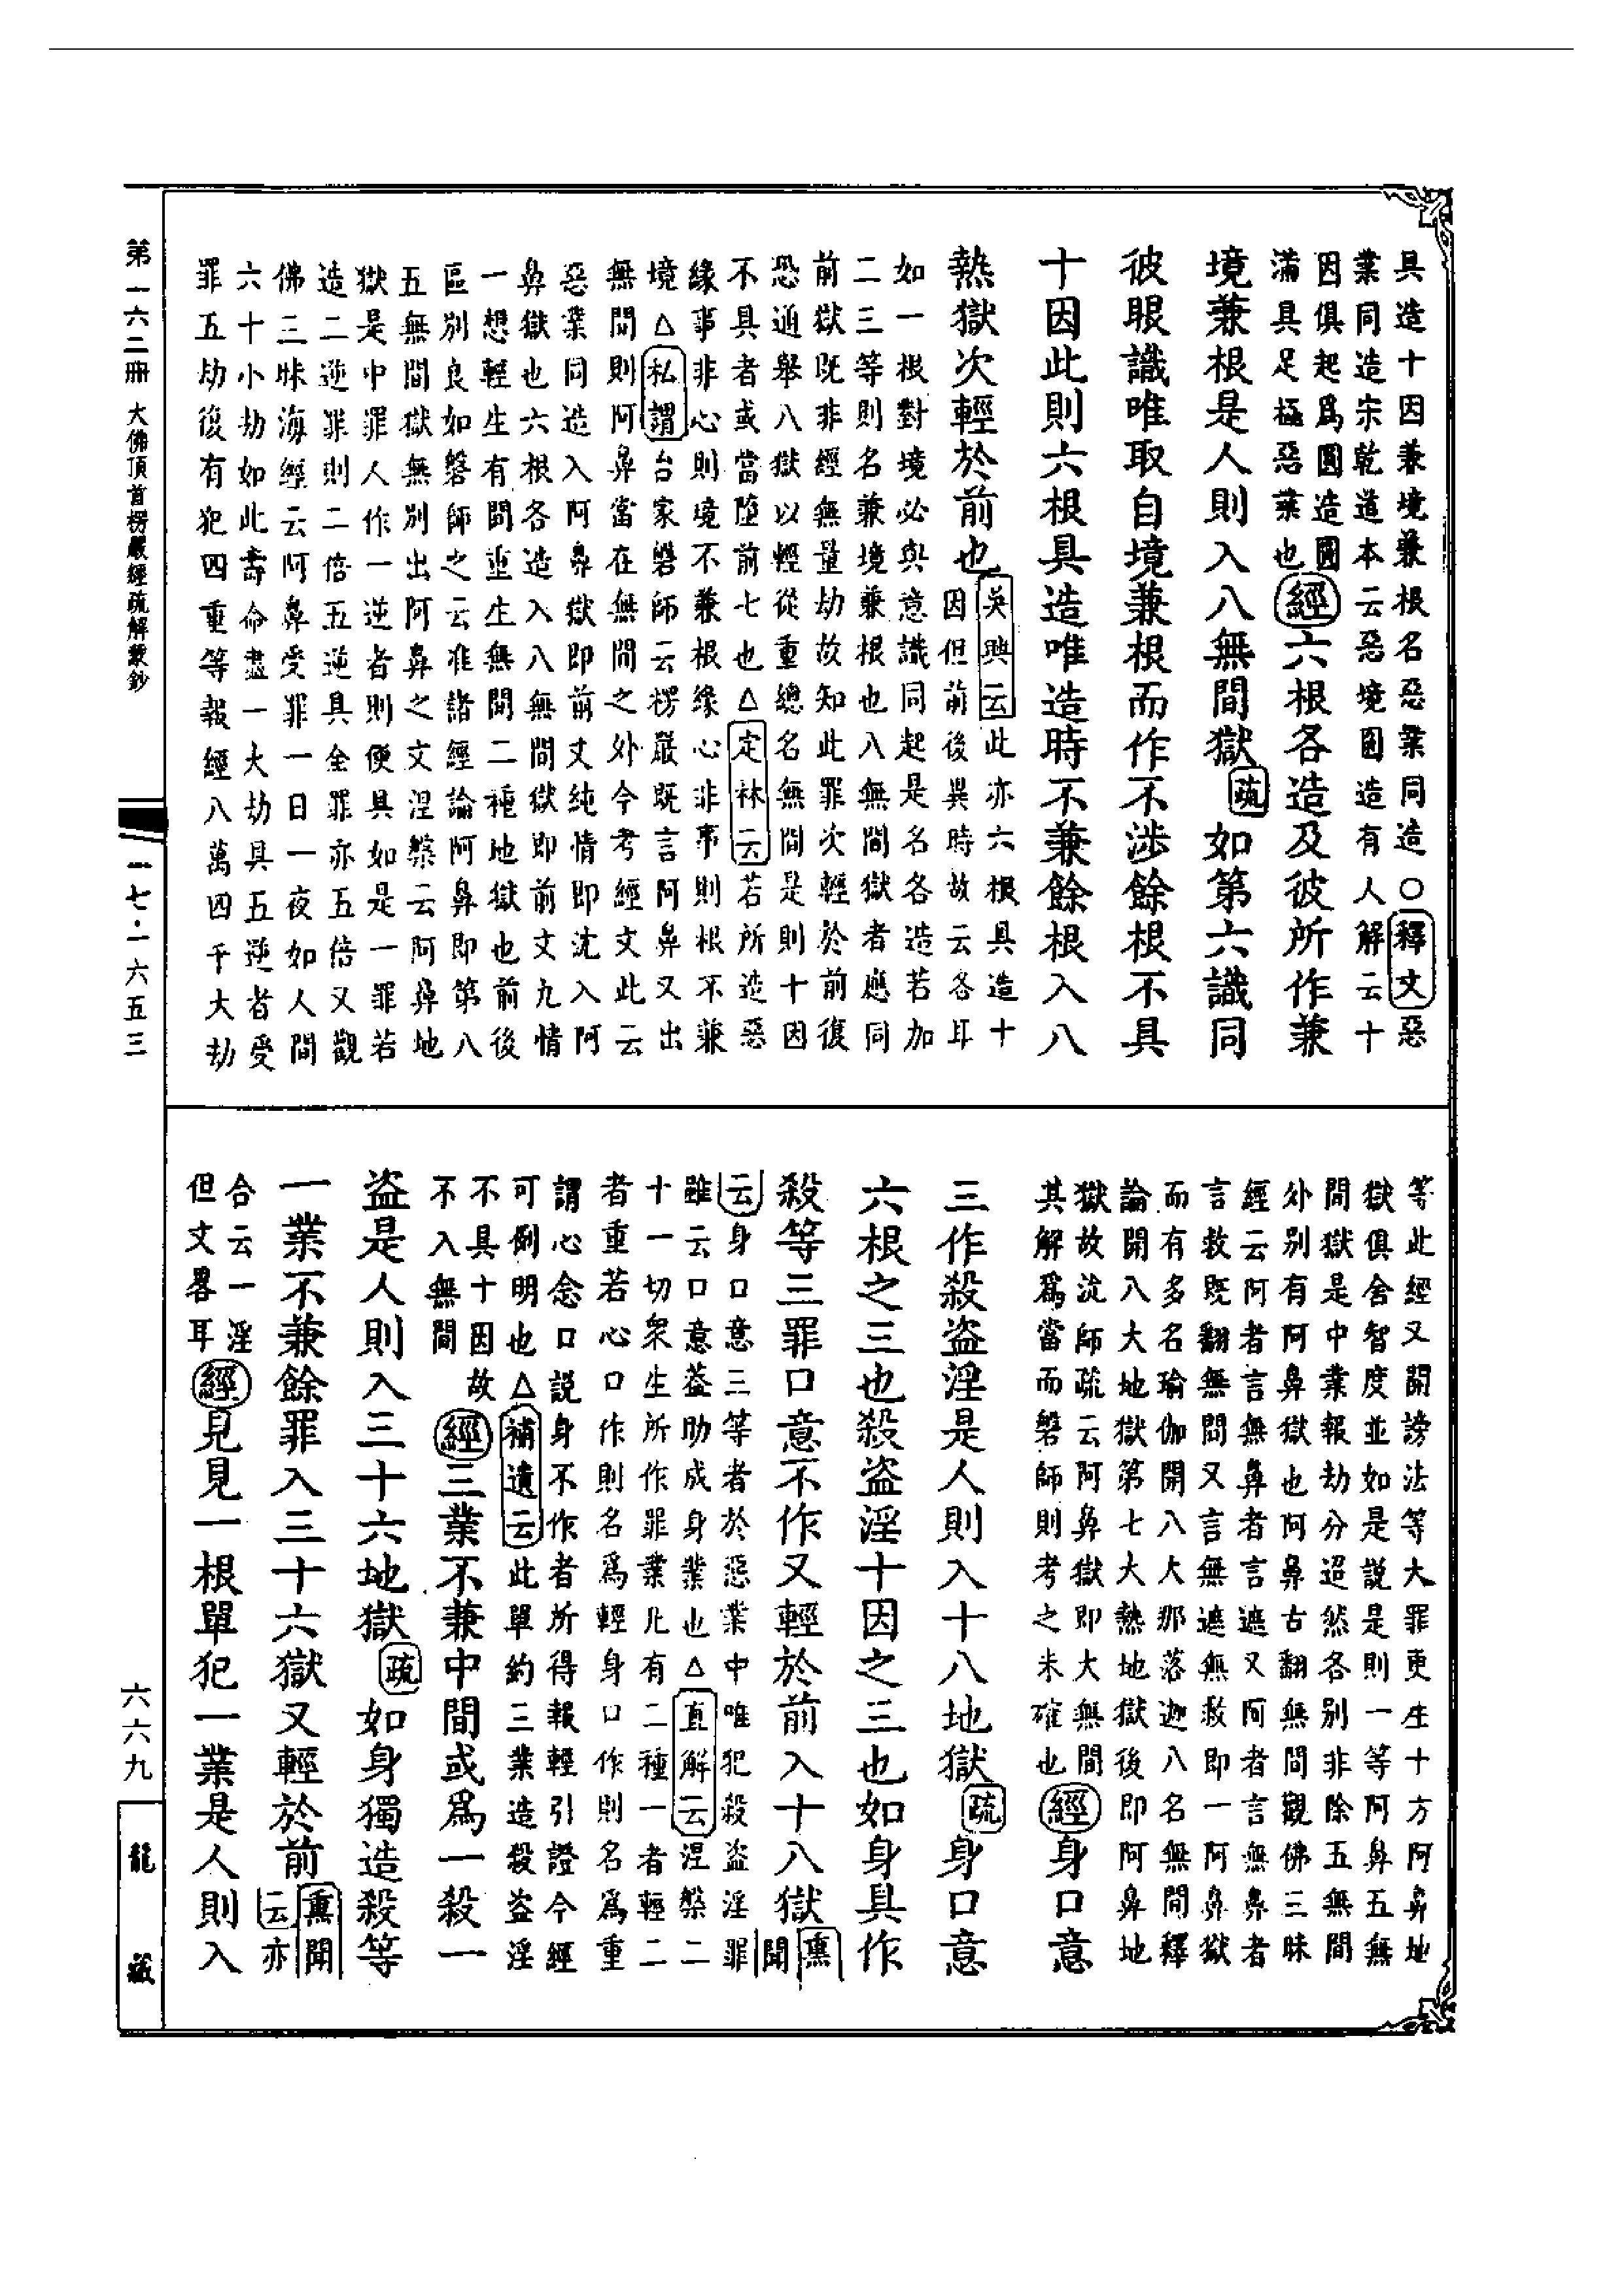 具造十因兼境兼根名惡業同造○釋文惡
業同造宋乾道本云惡境圓造有人解云十
因俱起爲圓造圓
滿具足極惡業也
經六根各造及彼所作兼
境兼根是人則入八無間獄疏如第六識同
彼眼識唯取自境兼根而作不涉餘根不具
十因此則六根具造唯造時不兼餘根入八
熱獄次輕於前也
吳興云此亦六根具造十
因但前後異時故云各耳
如一根對境必與意識同起是名各造若加
二三等則名兼境兼根也入無間獄者應同
前獄既非經無量劫故知此罪次輕於前復
恐通舉八獄以輕從重總名無間是則十因
不具者或當墮前七也△定林云若所造惡
緣事非心則境不兼根緣心非事則根不兼
境△私謂台家磐師云楞嚴既言阿鼻又出
無間則阿鼻當在無間之外今考經文此云
惡業同造入阿鼻獄即前文純情即沈入阿
鼻獄也六根各造入八無間獄即前文九情
一想輕生有間重生無間二種地獄也前後
區別良如磐師之云准諸經論阿鼻即第八
五無間獄無別出阿鼻之文涅槃云阿鼻地
獄是中罪人作一逆者則便具如是一罪若
造二逆罪則二倍五逆具全罪亦五倍又觀
佛三昧海經云阿鼻受罪一日一夜如人間
六十小劫如此壽命盡一大劫具五逆者受
罪五劫復有犯四重等報經八萬四千大劫
等此經又開謗法等大罪更生十方阿鼻地
獄俱舍智度並如是說是則一等阿鼻五無
間獄是中業報劫分迢然各別非除五無間
外別有阿鼻獄也阿鼻古翻無間觀佛三昧
經云阿者言無鼻者言遮又阿者言無鼻者
言救既翻無間又言無遮無救即一阿鼻獄
而有多名瑜伽開八大那落迦八名無間釋
論開八大地獄第七大熱地獄後即阿鼻地
獄故沇師疏云阿鼻獄即大無間
其解爲當而磐師則考之未確也
經身口意
三作殺盜淫是人則入十八地獄疏身口意
六根之三也殺盜淫十因之三也如身具作
殺等三罪口意不作又輕於前入十八獄
熏聞
云身口意三等者於惡業中唯犯殺盜淫罪
雖云口意葢助成身業也△直解云涅槃二
十一一切衆生所作罪業凡有二種一者輕二
者重若心口作則名爲輕身口作則名爲重
謂心念口說身不作者所得報輕引證今經
可例明也△補遺云此單約三業造殺盜淫
不具十因故
不入無間
經三業不兼中間或爲一殺一
盜是人則入三十六地獄疏如身獨造殺等
一業不兼餘罪入三十六獄又輕於前
熏聞
云亦
合云一淫
但文畧耳
經見見一根單犯一業是人則入
第一六二冊 大佛頂首楞嚴經疏解蒙鈔
一七·一六五三
六六九
龍藏